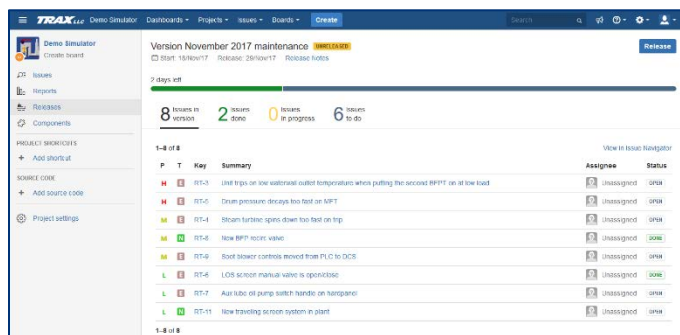 TRAX LLC Demo Simulator Dashboards Projects Issues Boards Create Search
Demo Simulator
Create board
Issues
Reports
Releases
Components
PROJECT SHORTCUTS
+ Add shortcut
SOURCE CODE
+ Add source code
Project settings
Version November 2017 maintenance UNRELEASED Release
Start: 16/Nov/17 Release: 29/Nov/17 Release Notes
2 days left
8 Issues in version 2 Issues done 0 Issues in progress 6 Issues to do
1–8 of 8 View in Issue Navigator
P T Key Summary Assignee Status
H E RT-3 Unit trips on low waterwall outlet temperature when putting the second BFPT on at low load Unassigned OPEN
H E RT-5 Drum pressure decays too fast on MFT Unassigned OPEN
M E RT-4 Steam turbine spins down too fast on trip Unassigned OPEN
M N RT-8 New BFP recirc valve Unassigned DONE
M E RT-9 Soot blower controls moved from PLC to DCS Unassigned OPEN
L E RT-6 LOS screen manual valve is open/close Unassigned DONE
L E RT-7 Aux lube oil pump switch handle on hardpanel Unassigned OPEN
L N RT-11 New traveling screen system in plant Unassigned OPEN
1–8 of 8